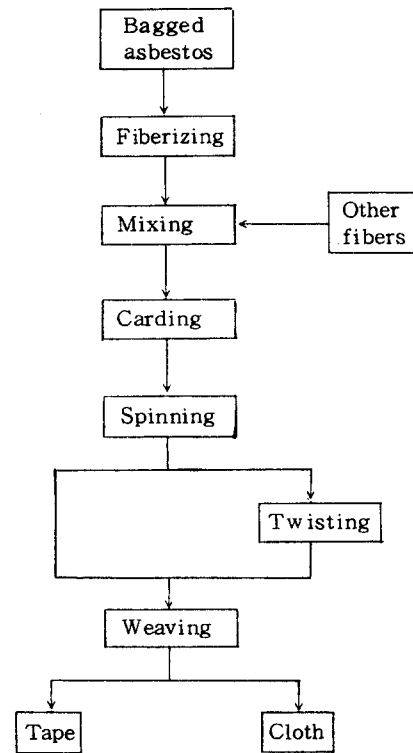 Bagged
asbestos
Fiberizing
Mixing
Other
fibers
Carding
Spinning
Twisting
Weaving
Tape
Cloth